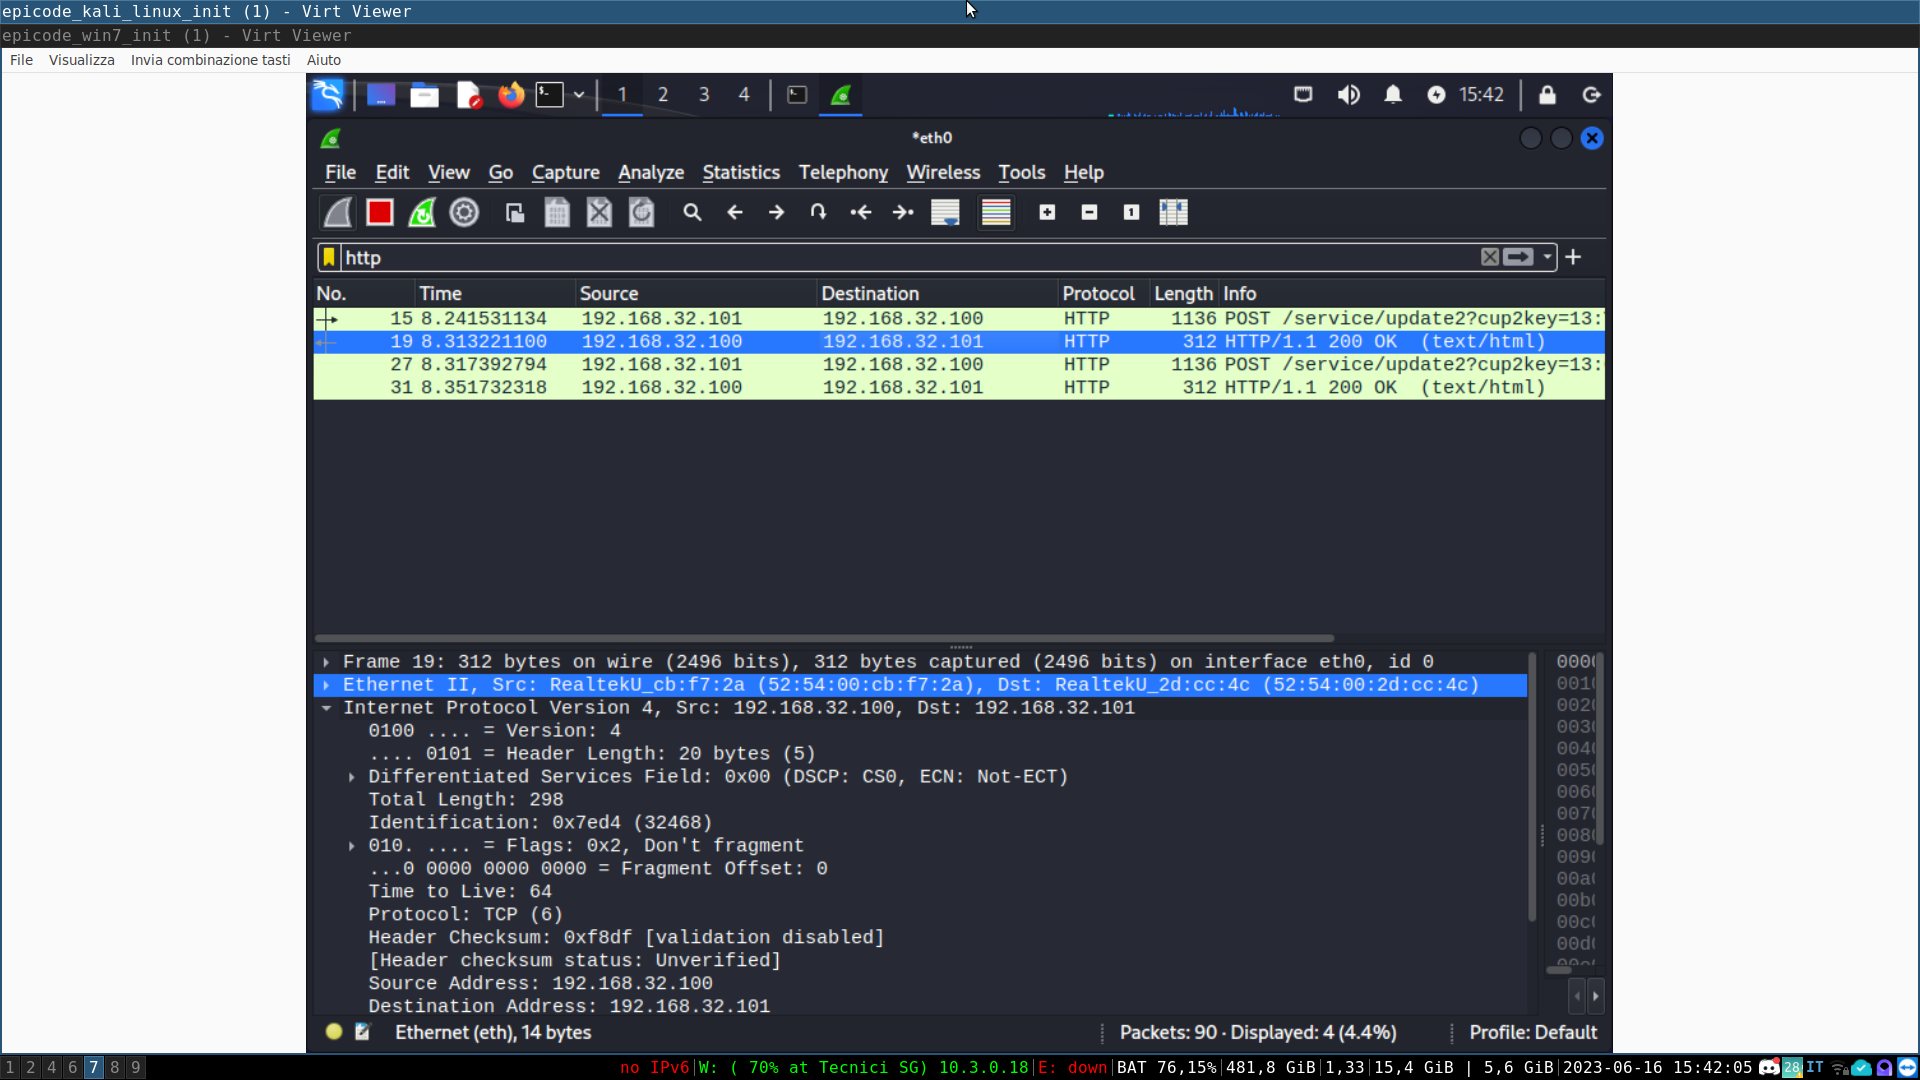 epicode_kali_linux_init (1) - Virt Viewer
epicode_win7_init (1) - Virt Viewer
File Visualizza Invia combinazione tasti Aiuto
1 2 3 4 15:42
*eth0
File Edit View Go Capture Analyze Statistics Telephony Wireless Tools Help
http
No. Time Source Destination Protocol Length Info
15 8.241531134 192.168.32.101 192.168.32.100 HTTP 1136 POST /service/update2?cup2key=13:
19 8.313221100 192.168.32.100 192.168.32.101 HTTP 312 HTTP/1.1 200 OK (text/html)
27 8.317392794 192.168.32.101 192.168.32.100 HTTP 1136 POST /service/update2?cup2key=13:
31 8.351732318 192.168.32.100 192.168.32.101 HTTP 312 HTTP/1.1 200 OK (text/html)
Frame 19: 312 bytes on wire (2496 bits), 312 bytes captured (2496 bits) on interface eth0, id 0
Ethernet II, Src: RealtekU_cb:f7:2a (52:54:00:cb:f7:2a), Dst: RealtekU_2d:cc:4c (52:54:00:2d:cc:4c)
Internet Protocol Version 4, Src: 192.168.32.100, Dst: 192.168.32.101
0100 .... = Version: 4
.... 0101 = Header Length: 20 bytes (5)
Differentiated Services Field: 0x00 (DSCP: CS0, ECN: Not-ECT)
Total Length: 298
Identification: 0x7ed4 (32468)
010. .... = Flags: 0x2, Don't fragment
...0 0000 0000 0000 = Fragment Offset: 0
Time to Live: 64
Protocol: TCP (6)
Header Checksum: 0xf8df [validation disabled]
[Header checksum status: Unverified]
Source Address: 192.168.32.100
Destination Address: 192.168.32.101
Ethernet (eth), 14 bytes Packets: 90 · Displayed: 4 (4.4%) Profile: Default
1 2 4 6 7 8 9 no IPv6|W: ( 70% at Tecnici SG) 10.3.0.18|E: down|BAT 76,15%|481,8 GiB|1,33|15,4 GiB | 5,6 GiB|2023-06-16 15:42:05 28 IT